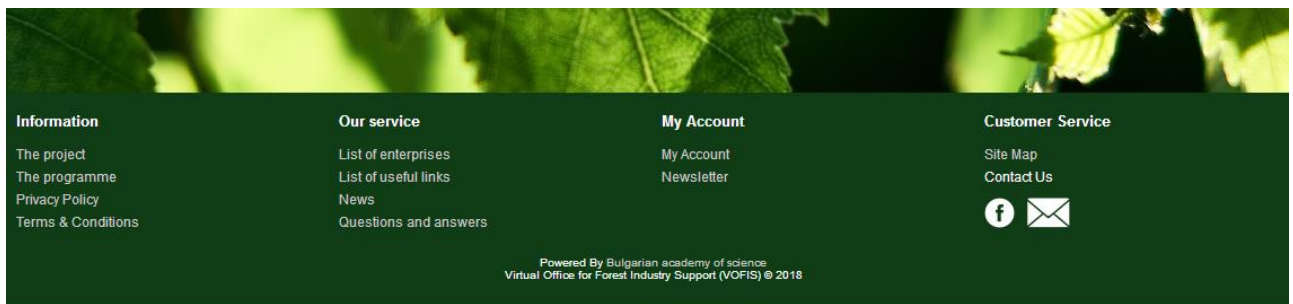 Information
The project
The programme
Privacy Policy
Terms & Conditions
Our service
List of enterprises
List of useful links
News
Questions and answers
My Account
My Account
Newsletter
Customer Service
Site Map
Contact Us
f
Powered By Bulgarian academy of science
Virtual Office for Forest Industry Support (VOFIS) © 2018